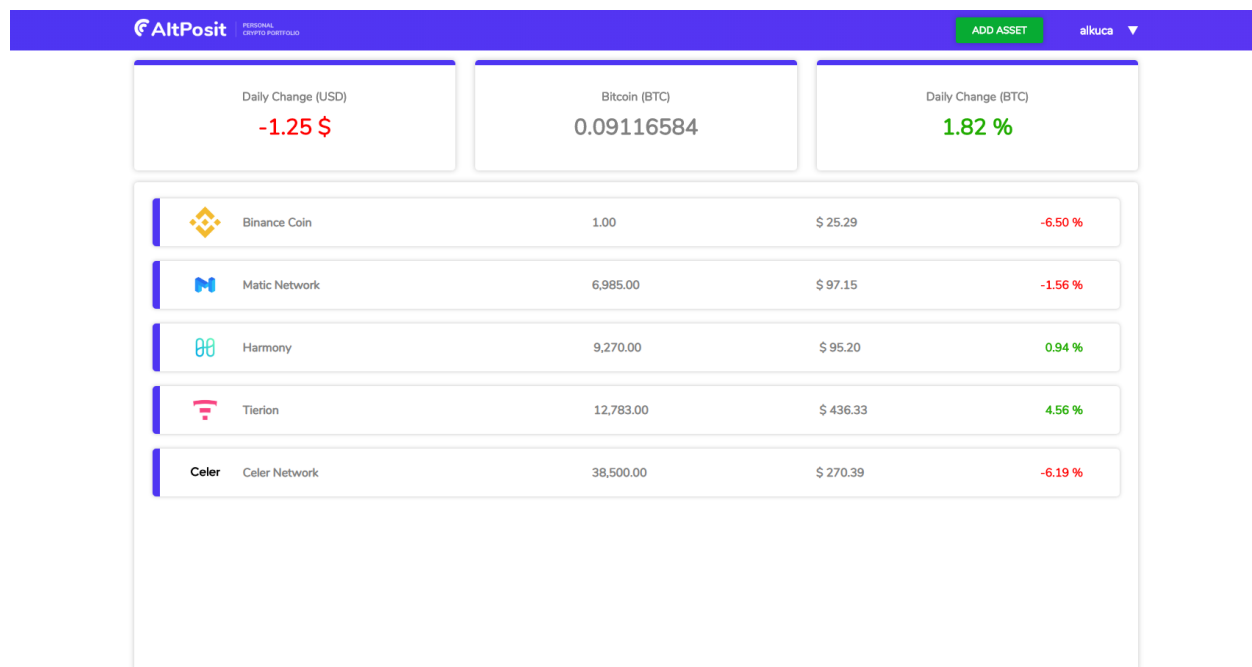 AltPosit
PERSONAL
CRYPTO PORTFOLIO
ADD ASSET
alkuca ▼
Daily Change (USD)
-1.25 $
Bitcoin (BTC)
0.09116584
Daily Change (BTC)
1.82 %
Binance Coin 1.00 $ 25.29 -6.50 %
Matic Network 6,985.00 $ 97.15 -1.56 %
Harmony 9,270.00 $ 95.20 0.94 %
Tierion 12,783.00 $ 436.33 4.56 %
Celer Celer Network 38,500.00 $ 270.39 -6.19 %